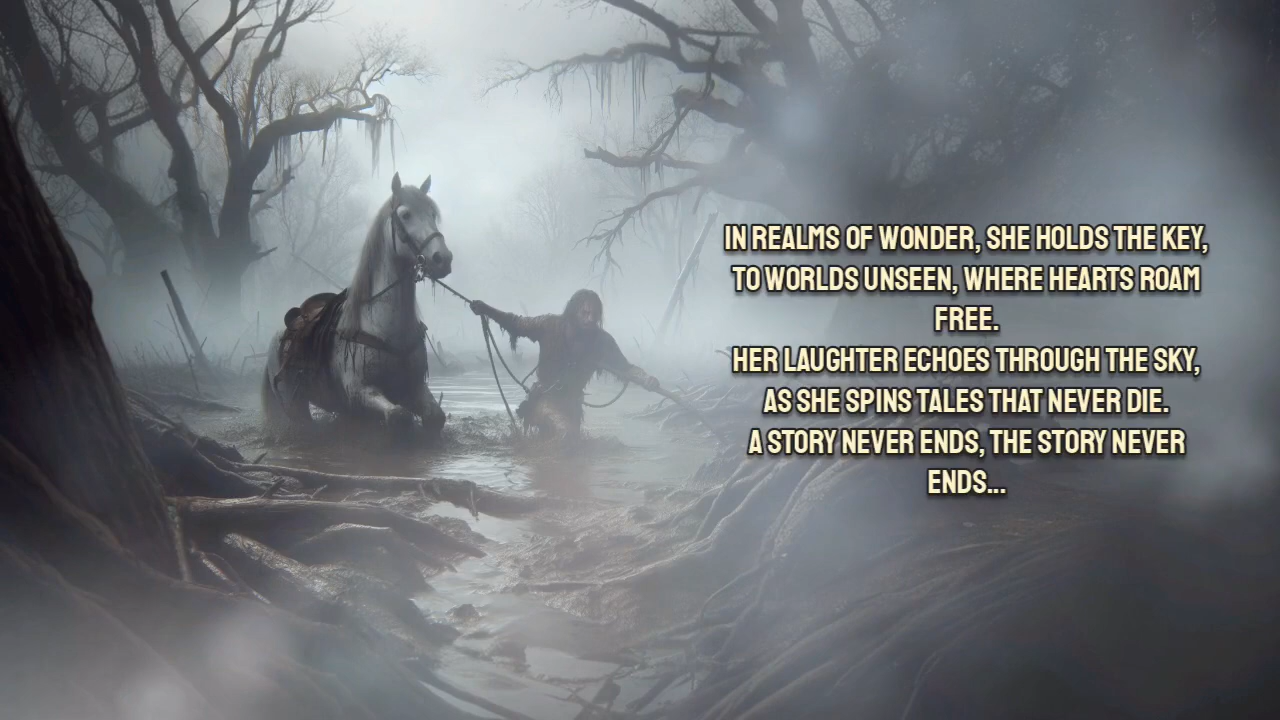 IN REALMS OF WONDER, SHE HOLDS THE KEY,
TO WORLDS UNSEEN, WHERE HEARTS ROAM
FREE.
HER LAUGHTER ECHOES THROUGH THE SKY,
AS SHE SPINS TALES THAT NEVER DIE.
A STORY NEVER ENDS, THE STORY NEVER
ENDS...